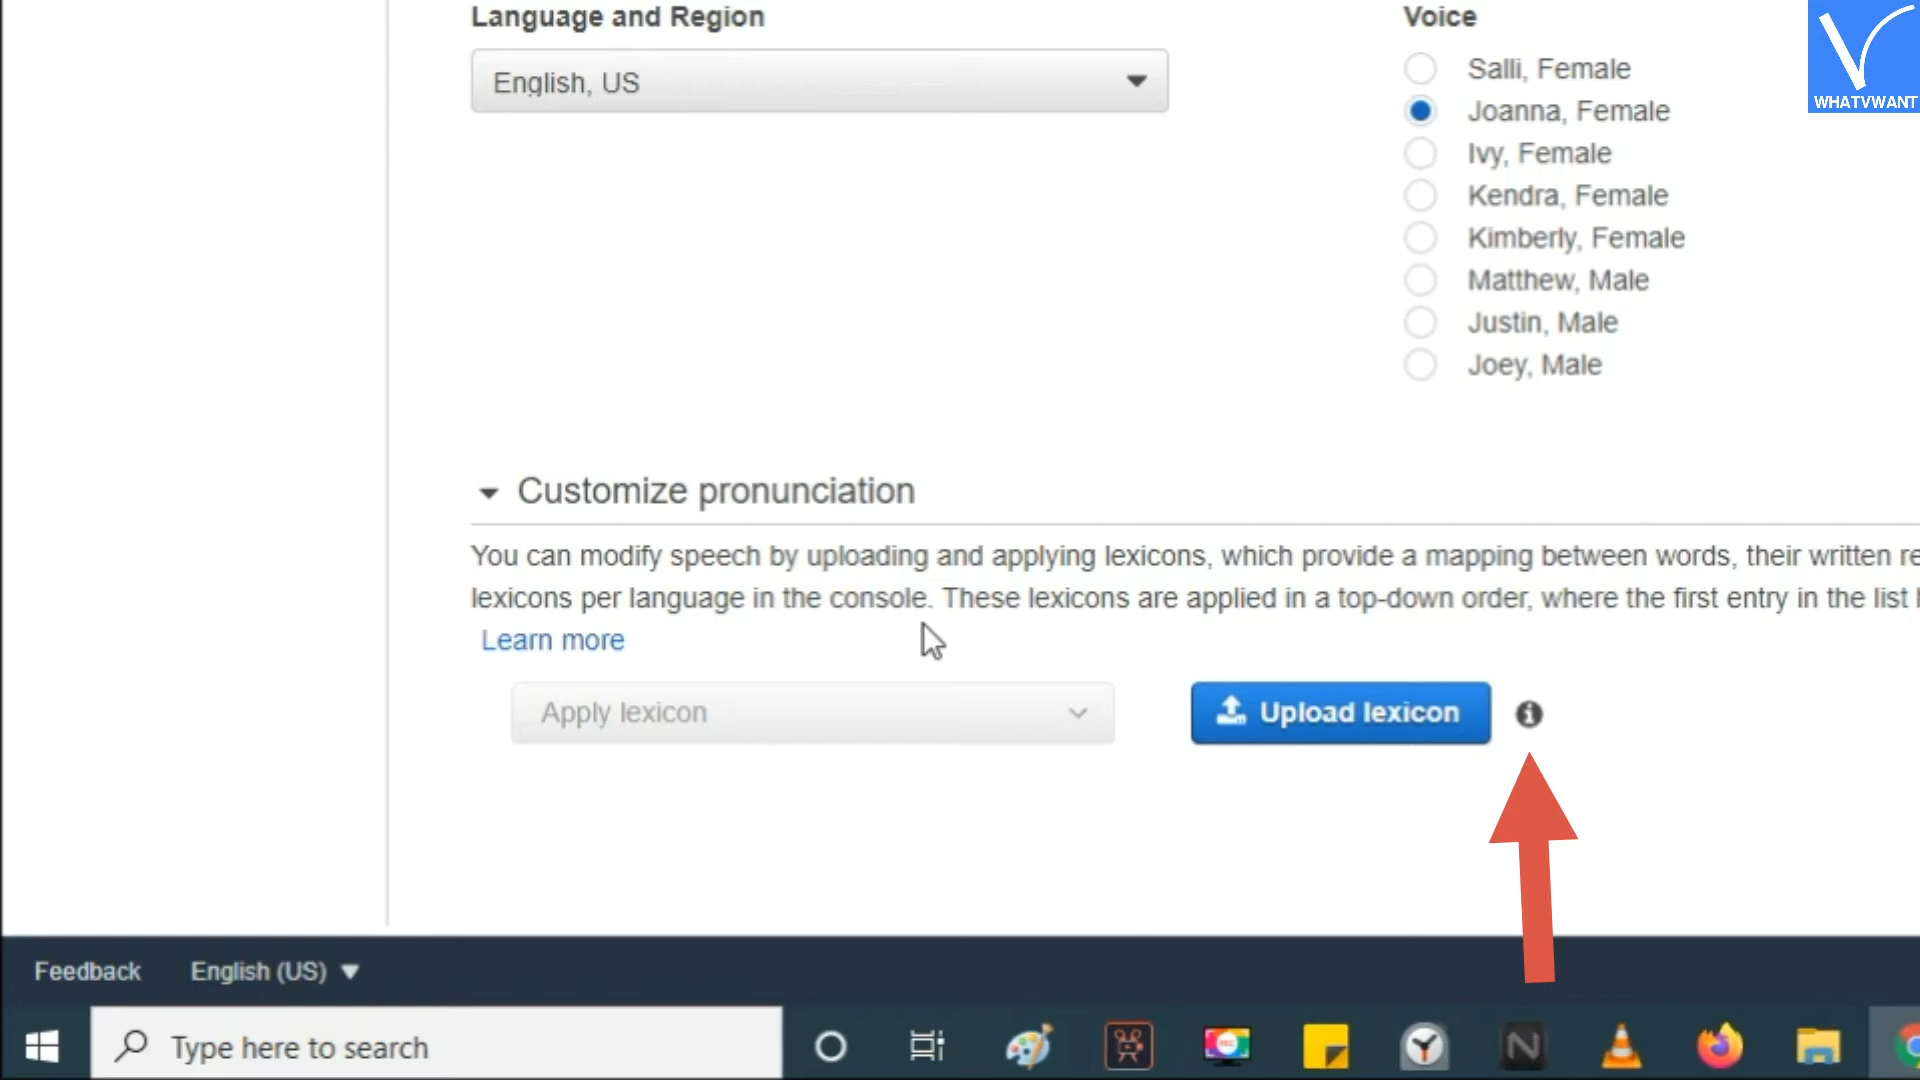 Language and Region
English, US
Voice
Salli, Female
Joanna, Female
Ivy, Female
Kendra, Female
Kimberly, Female
Matthew, Male
Justin, Male
Joey, Male
WHATVWANT
Customize pronunciation
You can modify speech by uploading and applying lexicons, which provide a mapping between words, their written re
lexicons per language in the console. These lexicons are applied in a top-down order, where the first entry in the list h
Learn more
Apply lexicon
Upload lexicon
Feedback
English (US)
Type here to search
REC